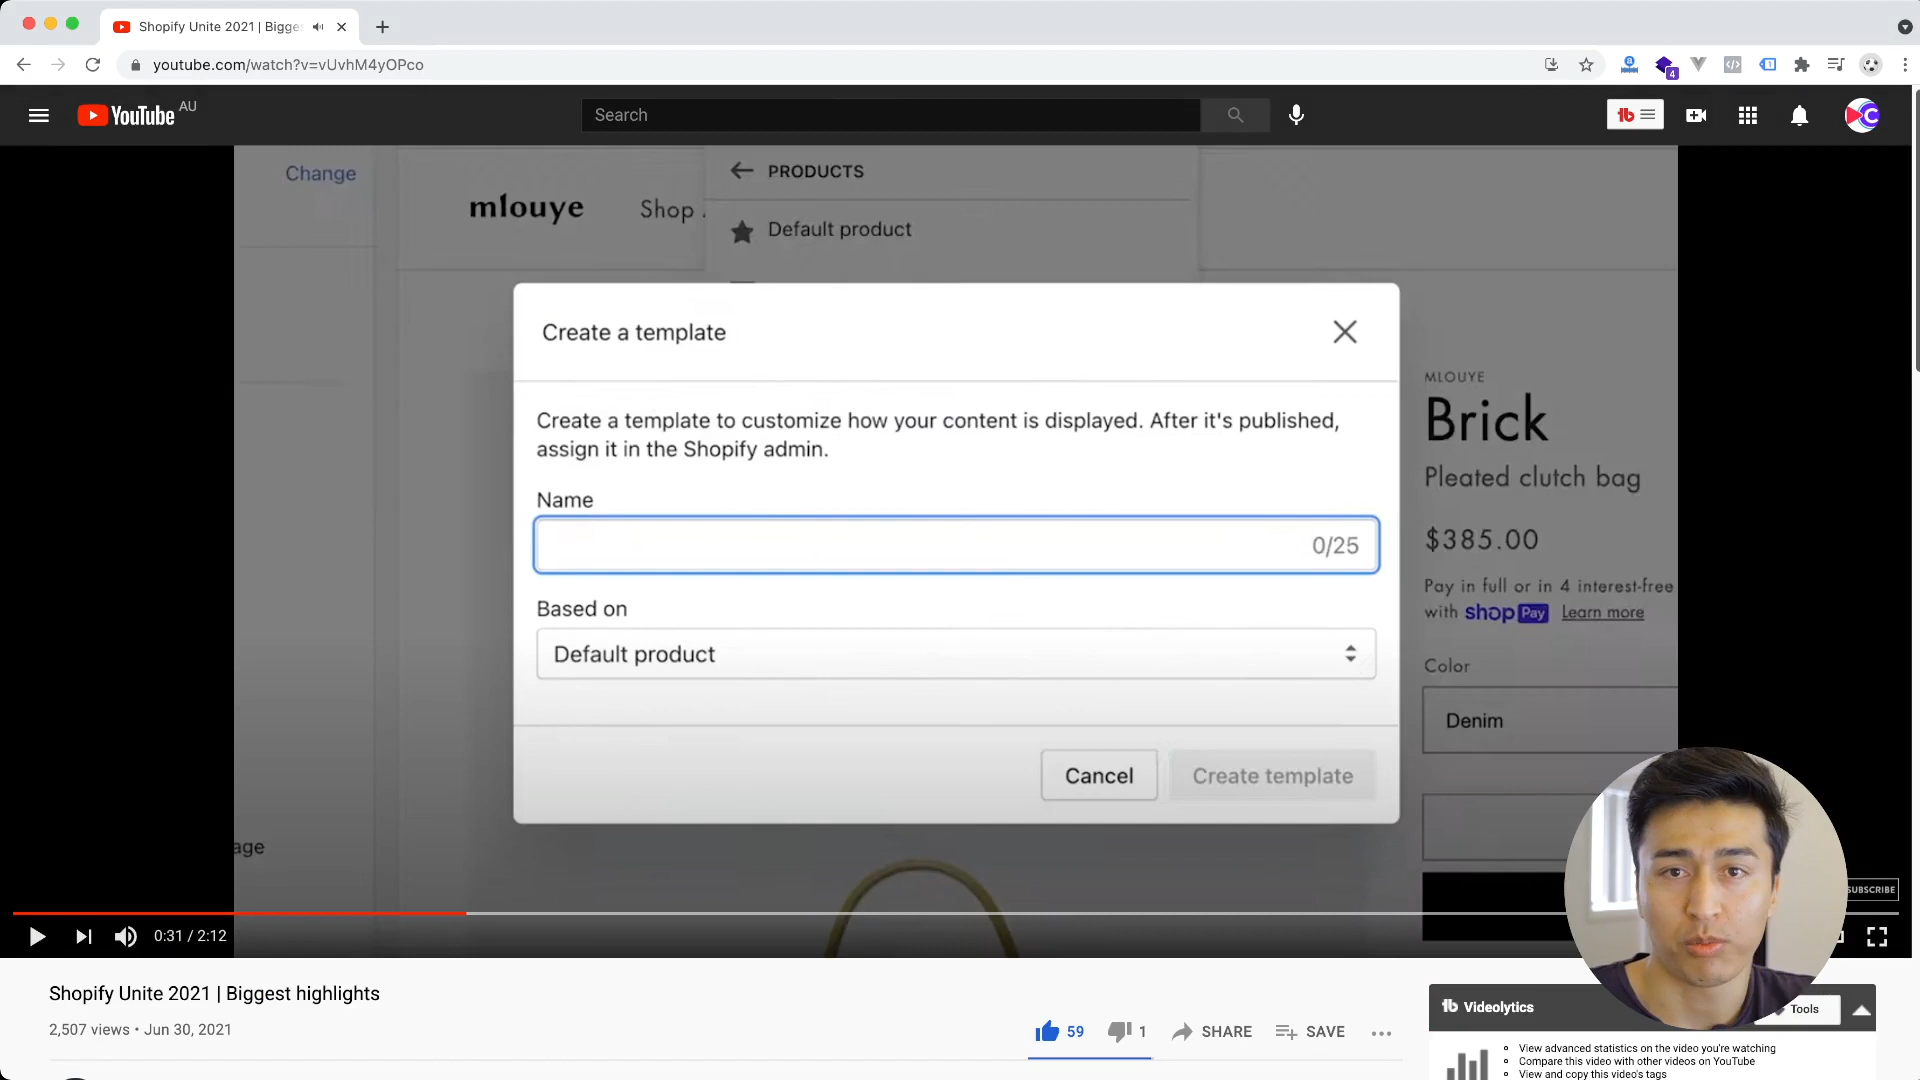 Shopify Unite 2021 | Bigge
youtube.com/watch?v=vUvhM4yOPco
4
YouTube AU
Search
Change
mlouye
Shop
PRODUCTS
Default product
Create a template
Create a template to customize how your content is displayed. After it's published,
assign it in the Shopify admin.
Name
0/25
Based on
Default product
Cancel
Create template
MLOUYE
Brick
Pleated clutch bag
$385.00
Pay in full or in 4 interest-free
with shop Pay Learn more
Color
Denim
age
SUBSCRIBE
0:31 / 2:12
Shopify Unite 2021 | Biggest highlights
2,507 views • Jun 30, 2021
59
1
SHARE
SAVE
tb Videolytics
Tools
View advanced statistics on the video you're watching
Compare this video with other videos on YouTube
View and copy this video's tags